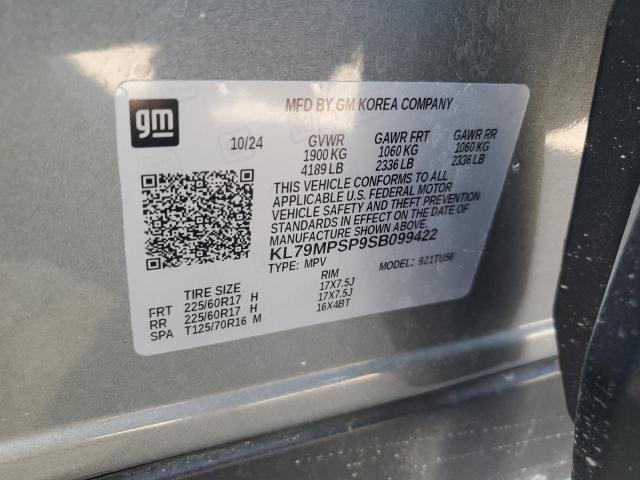 gm
MFD BY GM KOREA COMPANY
10/24 GVWR GAWR FRT GAWR RR
1900 KG 1060 KG 1060 KG
4189 LB 2336 LB 2336 LB
THIS VEHICLE CONFORMS TO ALL
APPLICABLE U.S. FEDERAL MOTOR
VEHICLE SAFETY AND THEFT PREVENTION
STANDARDS IN EFFECT ON THE DATE OF
MANUFACTURE SHOWN ABOVE.
KL79MPSP9SB099422
TYPE: MPV MODEL: 921TU56
TIRE SIZE RIM
FRT 225/60R17 H 17X7.5J
RR 225/60R17 H 17X7.5J
SPA T125/70R16 M 16X4BT